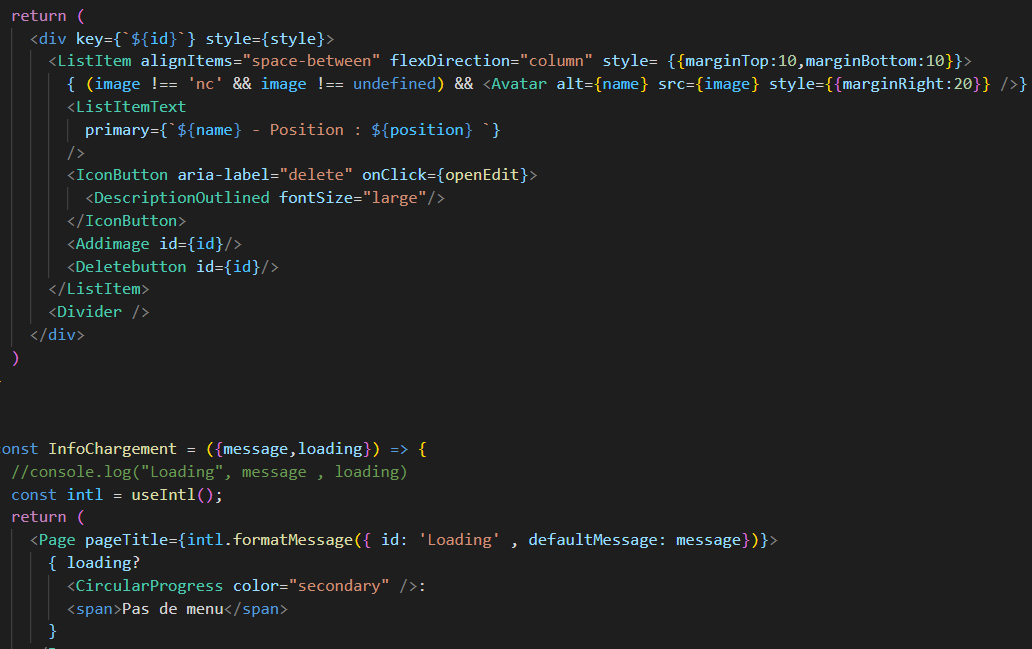 return (
<div key={`${id}`} style={style}>
<ListItem alignItems="space-between" flexDirection="column" style= {{marginTop:10,marginBottom:10}}>
{ (image !== 'nc' && image !== undefined) && <Avatar alt={name} src={image} style={{marginRight:20}} />}
<ListItemText
primary={`${name} - Position : ${position} `}
/>
<IconButton aria-label="delete" onClick={openEdit}>
<DescriptionOutlined fontSize="large"/>
</IconButton>
<Addimage id={id}/>
<Deletebutton id={id}/>
</ListItem>
<Divider />
</div>
)
onst InfoChargement = ({message,loading}) => {
//console.log("Loading", message , loading)
const intl = useIntl();
return (
<Page pageTitle={intl.formatMessage({ id: 'Loading' , defaultMessage: message})}>
{ loading?
<CircularProgress color="secondary" />:
<span>Pas de menu</span>
}